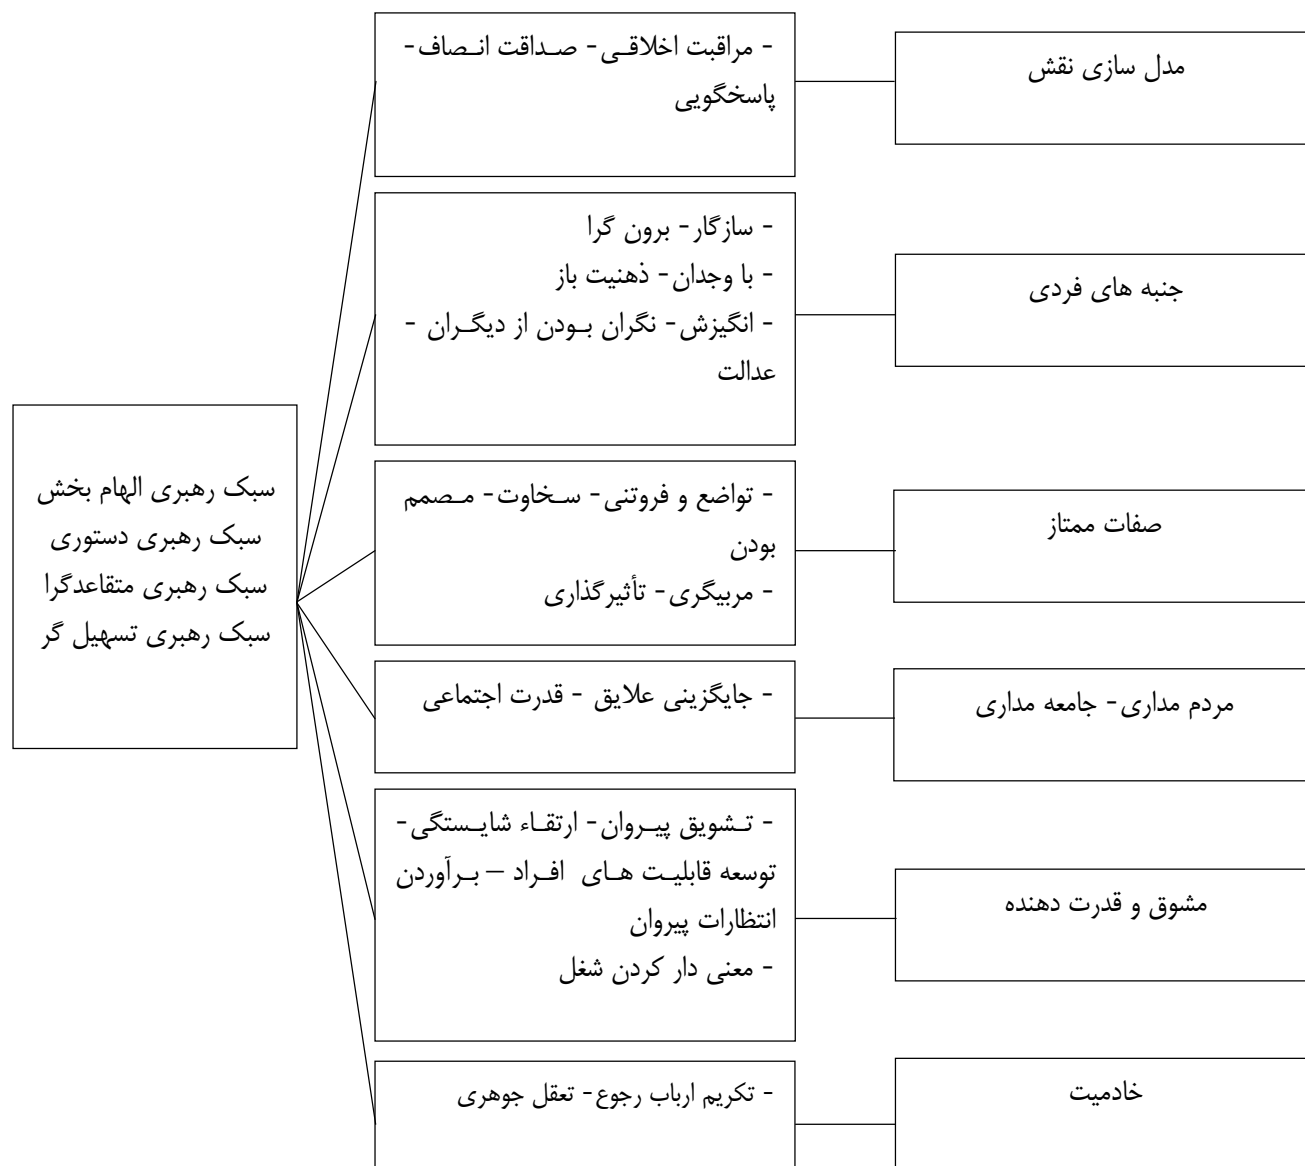 مدل سازی نقش
- مراقبت اخلاقی- صداقت انصاف-
پاسخگویی
جنبه های فردی
- سازگار- برون گرا
- با وجدان- ذهنیت باز
- انگیزش- نگران بودن از دیگران -
عدالت
صفات ممتاز
- تواضع و فروتنی- سخاوت- مصمم
بودن
- مربیگری- تأثیرگذاری
مردم مداری- جامعه مداری
- جایگزینی علایق - قدرت اجتماعی
مشوق و قدرت دهنده
- تشویق پیروان- ارتقاء شایستگی-
توسعه قابلیت های افراد – برآوردن
انتظارات پیروان
- معنی دار کردن شغل
خادمیت
- تکریم ارباب رجوع- تعقل جوهری
سبک رهبری الهام بخش
سبک رهبری دستوری
سبک رهبری متقاعدگرا
سبک رهبری تسهیل گر